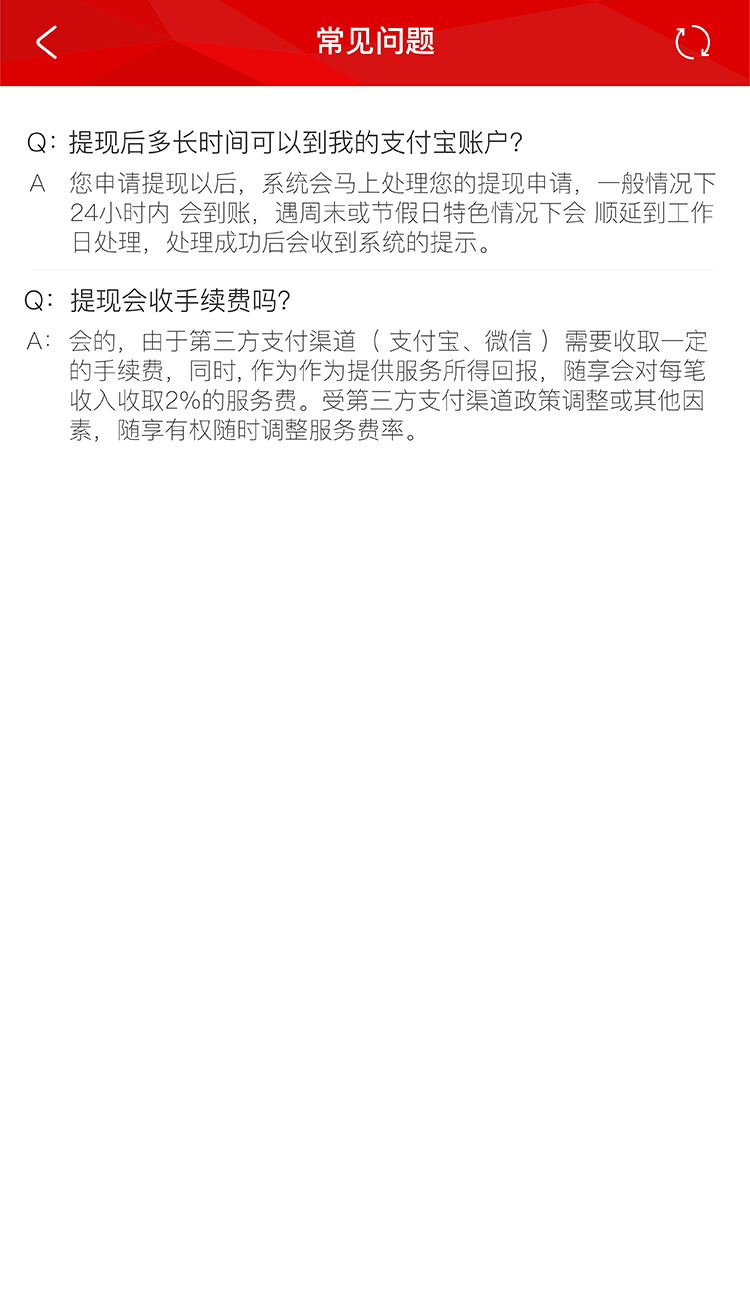 常见问题
Q：提现后多长时间可以到我的支付宝账户？
A 您申请提现以后，系统会马上处理您的提现申请，一般情况下
24小时内 会到账，遇周末或节假日特色情况下会 顺延到工作
日处理，处理成功后会收到系统的提示。
Q：提现会收手续费吗？
A：会的，由于第三方支付渠道（ 支付宝、微信 ）需要收取一定
的手续费，同时, 作为作为提供服务所得回报，随享会对每笔
收入收取2%的服务费。受第三方支付渠道政策调整或其他因
素，随享有权随时调整服务费率。